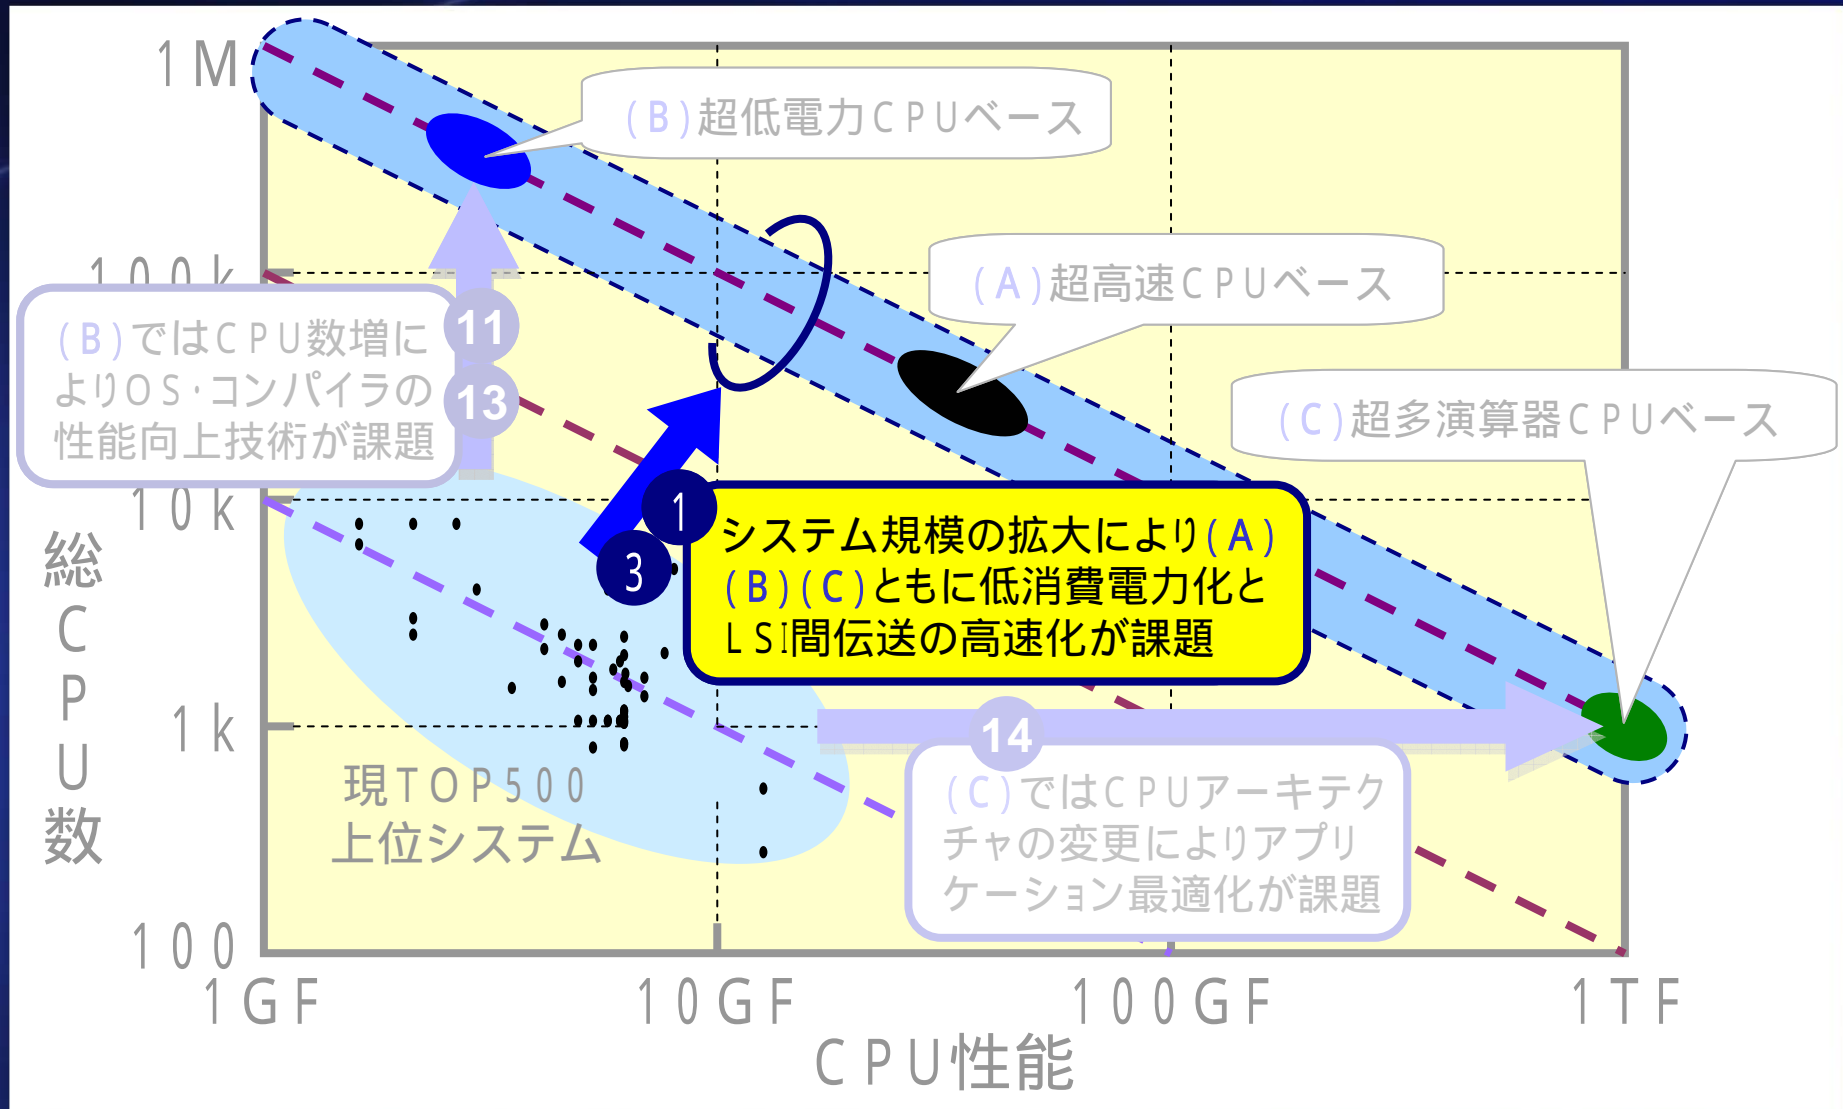 1M
(B)超低電力CPUベース
100k
(A)超高速CPUベース
(B)ではCPU数増に
よりOS・コンパイラの
性能向上技術が課題
11
13
(C)超多演算器CPUベース
10k
1
3
システム規模の拡大により(A)
(B)(C)ともに低消費電力化と
LSI間伝送の高速化が課題
総CPU数
1k
14
現TOP500
上位システム
(C)ではCPUアーキテク
チャの変更によりアプリ
ケーション最適化が課題
100
1GF
10GF
100GF
1TF
CPU性能